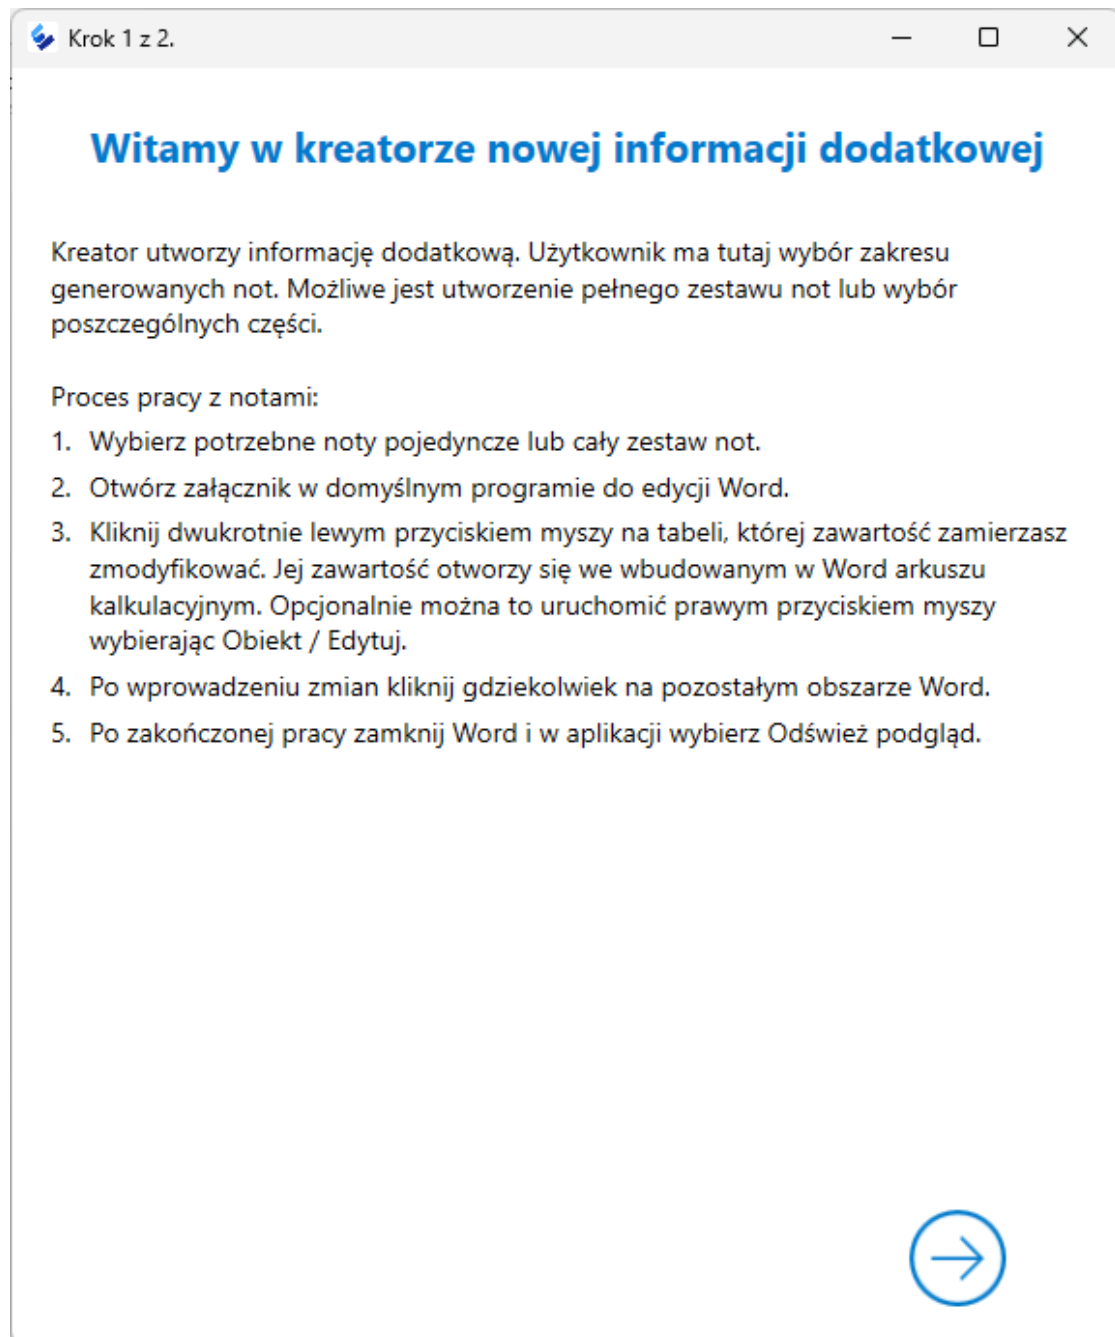 Krok 1 z 2.
Witamy w kreatorze nowej informacji dodatkowej
Kreator utworzy informację dodatkową. Użytkownik ma tutaj wybór zakresu
generowanych not. Możliwe jest utworzenie pełnego zestawu not lub wybór
poszczególnych części.
Proces pracy z notami:
1. Wybierz potrzebne noty pojedyncze lub cały zestaw not.
2. Otwórz załącznik w domyślnym programie do edycji Word.
3. Kliknij dwukrotnie lewym przyciskiem myszy na tabeli, której zawartość zamierzasz
zmodyfikować. Jej zawartość otworzy się we wbudowanym w Word arkuszu
kalkulacyjnym. Opcjonalnie można to uruchomić prawym przyciskiem myszy
wybierając Obiekt / Edytuj.
4. Po wprowadzeniu zmian kliknij gdziekolwiek na pozostałym obszarze Word.
5. Po zakończonej pracy zamknij Word i w aplikacji wybierz Odśwież podgląd.